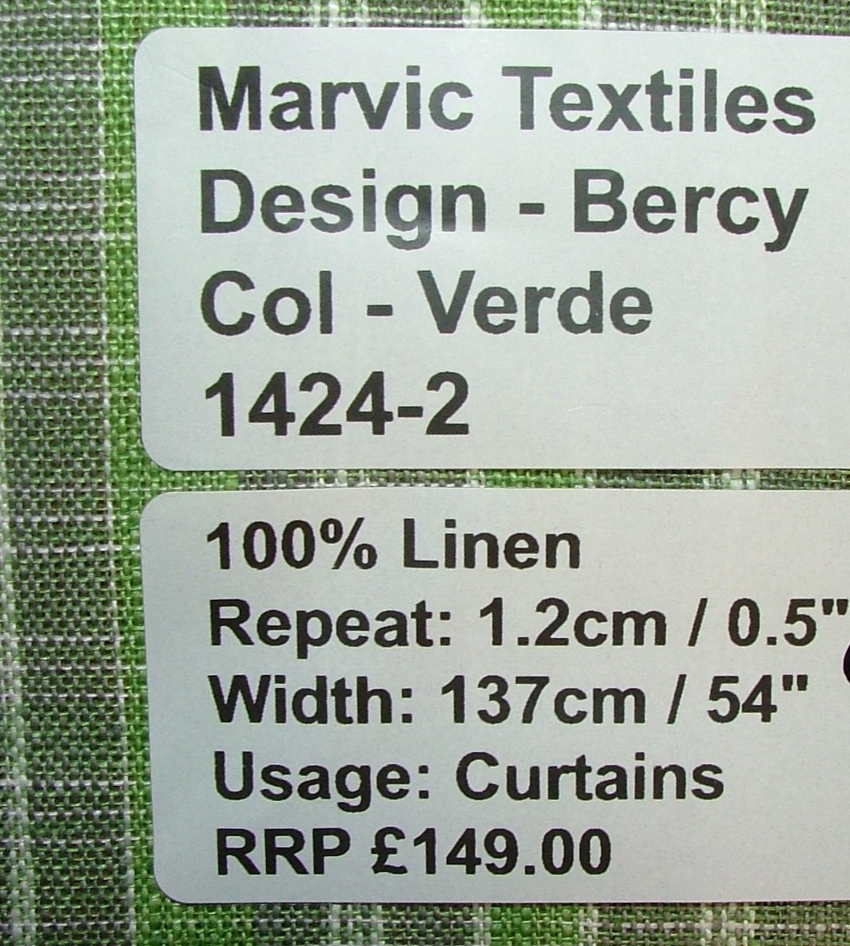 Marvic Textiles
Design - Bercy
Col - Verde
1424-2
100% Linen
Repeat: 1.2cm / 0.5"
Width: 137cm / 54"
Usage: Curtains
RRP £149.00